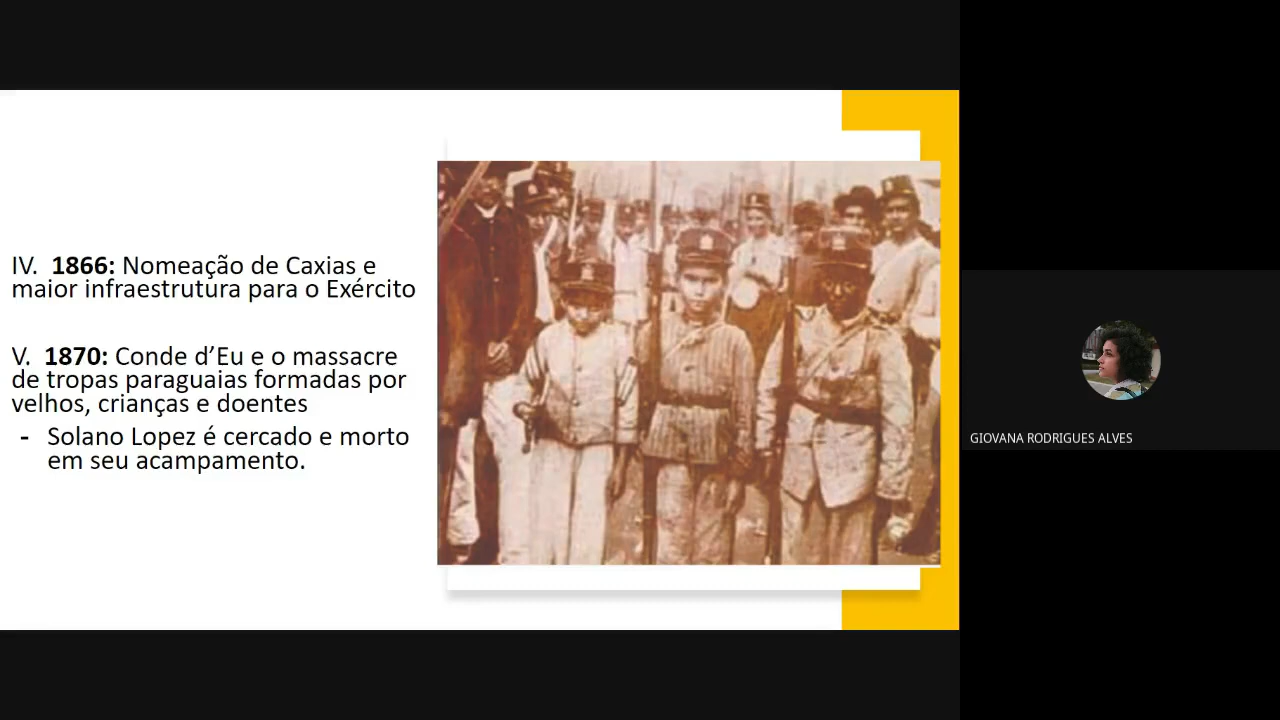 IV. 1866: Nomeação de Caxias e
maior infraestrutura para o Exército
V. 1870: Conde d’Eu e o massacre
de tropas paraguaias formadas por
velhos, crianças e doentes
- Solano Lopez é cercado e morto
em seu acampamento.
GIOVANA RODRIGUES ALVES